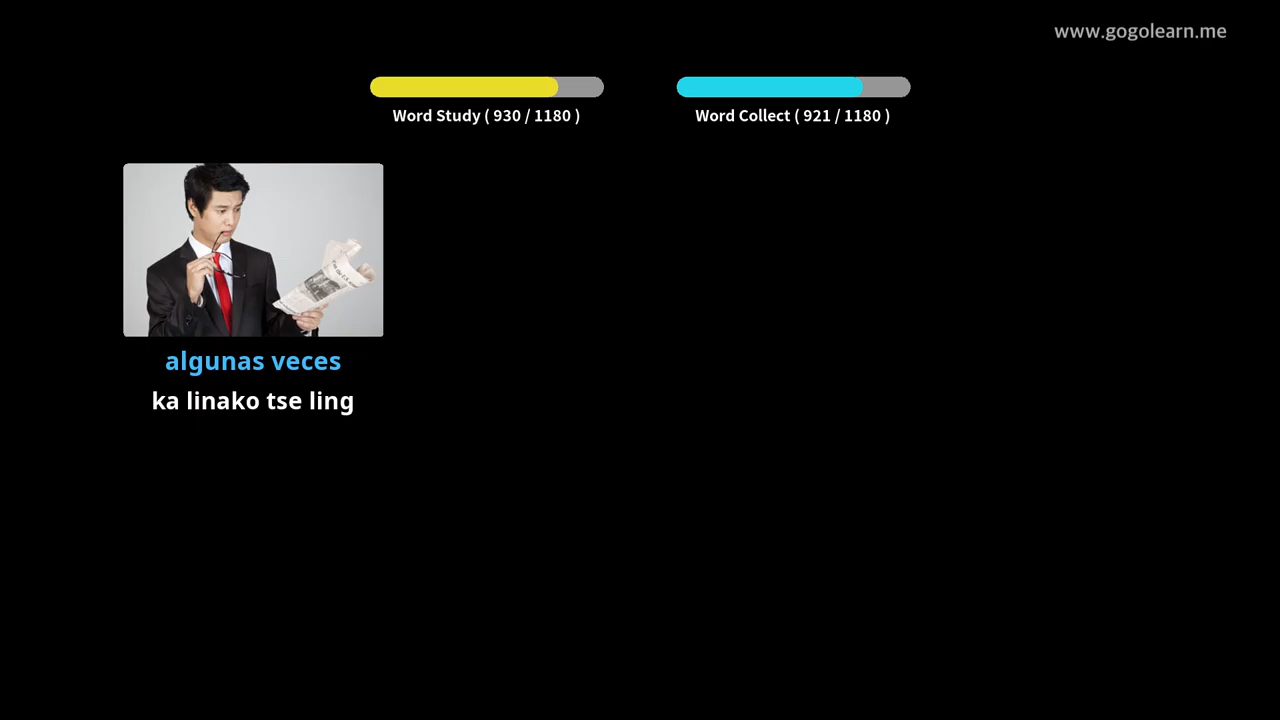 www.gogolearn.me
Word Study ( 930 / 1180 )
Word Collect ( 921 / 1180 )
algunas veces
ka linako tse ling